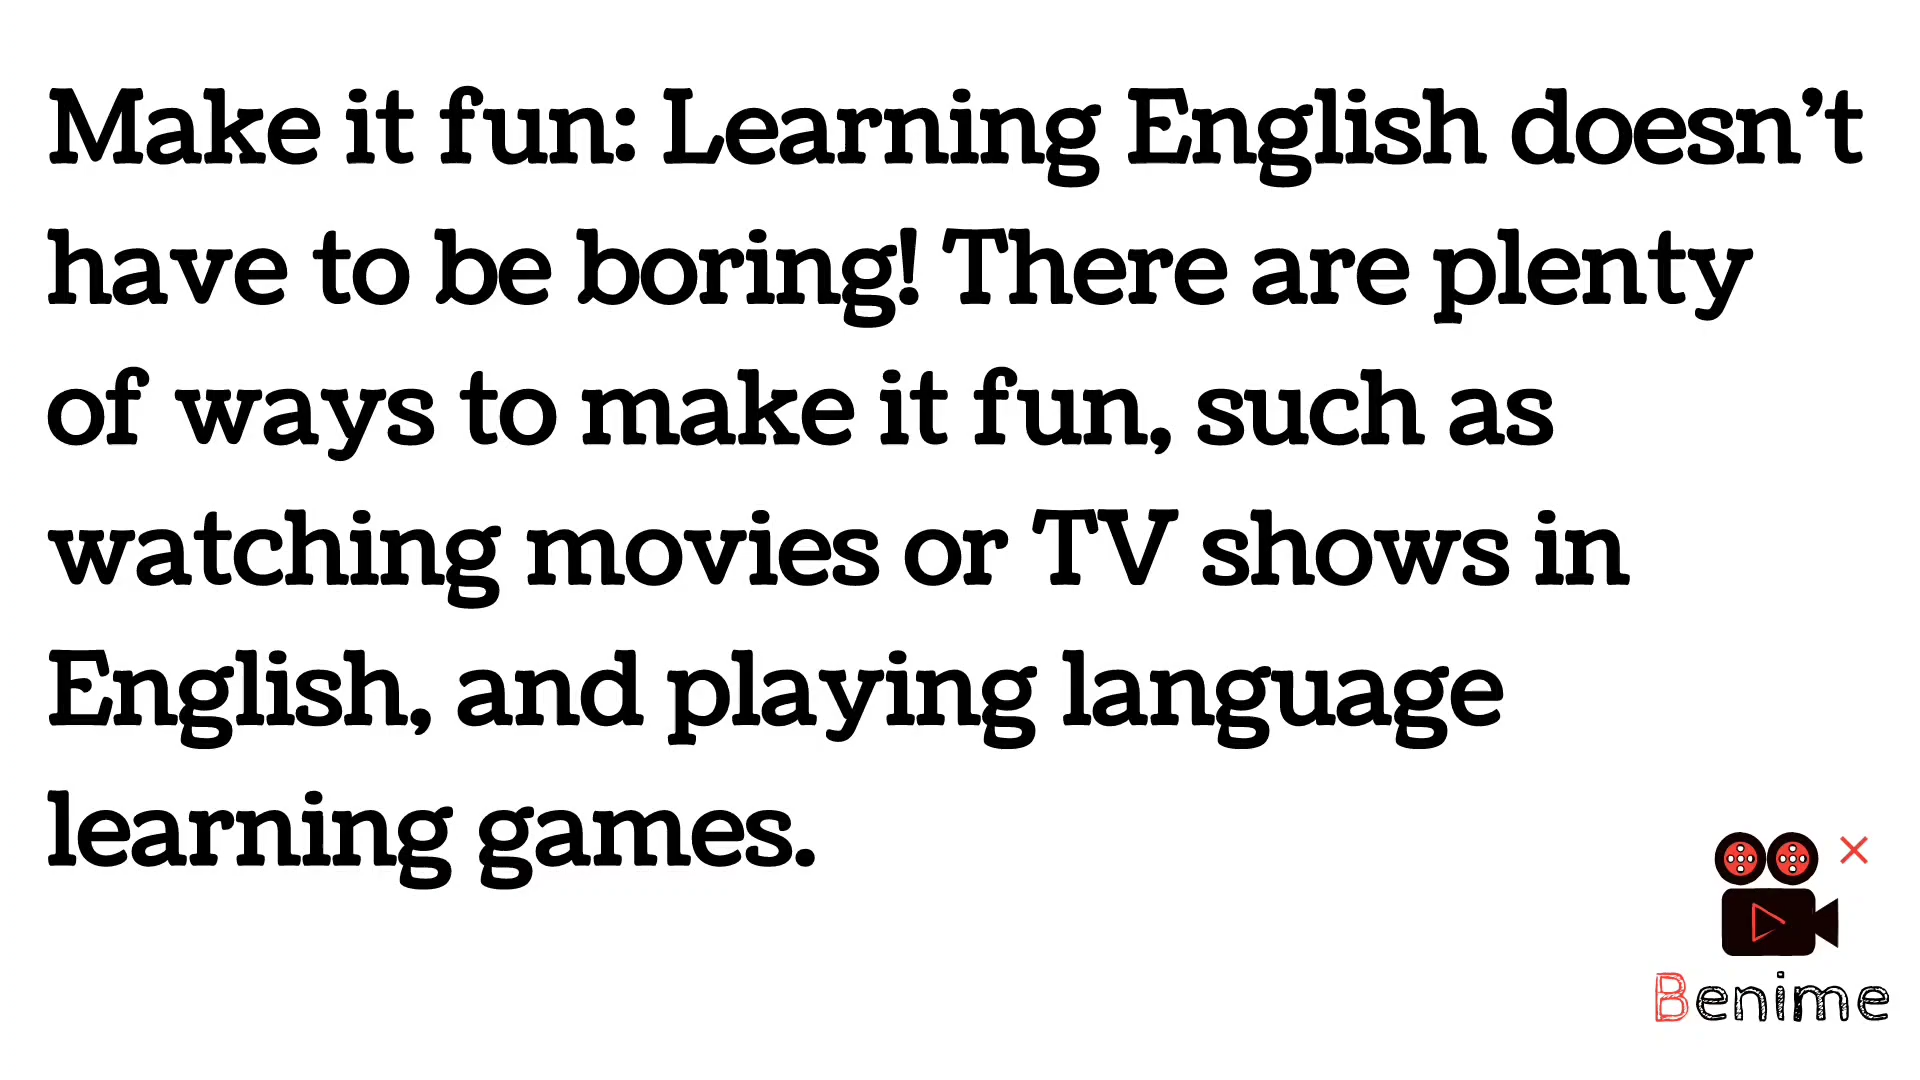 Make it fun: Learning English doesn’t
have to be boring! There are plenty
of ways to make it fun, such as
watching movies or TV shows in
English, and playing language
learning games.
Benime